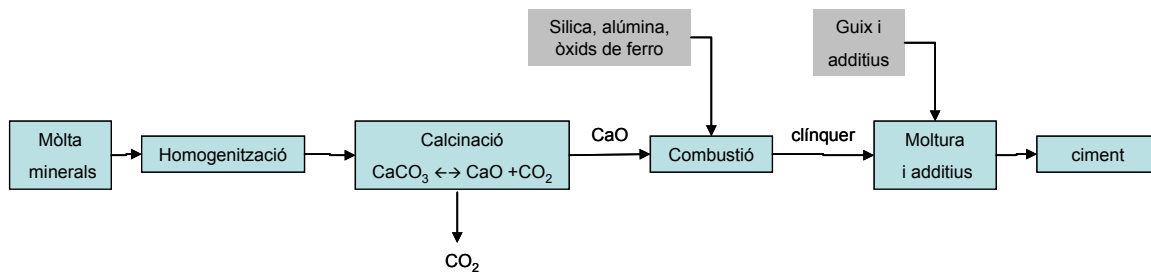 Silica, alúmina,
òxids de ferro
Guix i
additius
Mòlta
minerals
Homogenització
Calcinació
CaCO₃ ←→ CaO +CO₂
CaO
Combustió
clínquer
Moltura
i additius
ciment
CO₂